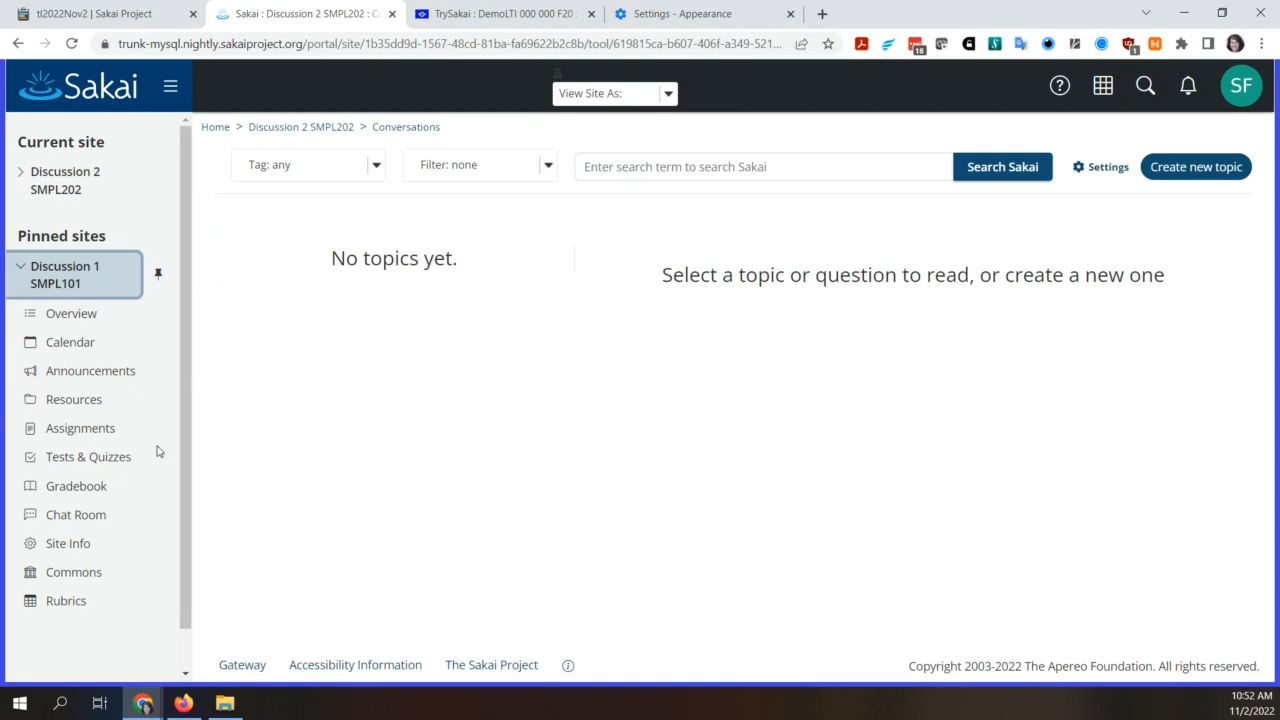 tl2022Nov2 | Sakai Project
Sakai : Discussion 2 SMPL202 : C
TrySakai : DemoLTI 000 000 F20
Settings - Appearance
trunk-mysql.nightly.sakaiproject.org/portal/site/1b35dd9d-1567-48cd-81ba-fa69622b2c8b/tool/619815ca-b607-406f-a349-521...
18
1
Sakai
View Site As:
SF
Current site
Discussion 2
SMPL202
Pinned sites
Discussion 1
SMPL101
Overview
Calendar
Announcements
Resources
Assignments
Tests & Quizzes
Gradebook
Chat Room
Site Info
Commons
Rubrics
Home > Discussion 2 SMPL202 > Conversations
Tag: any
Filter: none
Enter search term to search Sakai
Search Sakai
Settings
Create new topic
No topics yet.
Select a topic or question to read, or create a new one
Gateway
Accessibility Information
The Sakai Project
Copyright 2003-2022 The Apereo Foundation. All rights reserved.
10:52 AM
11/2/2022